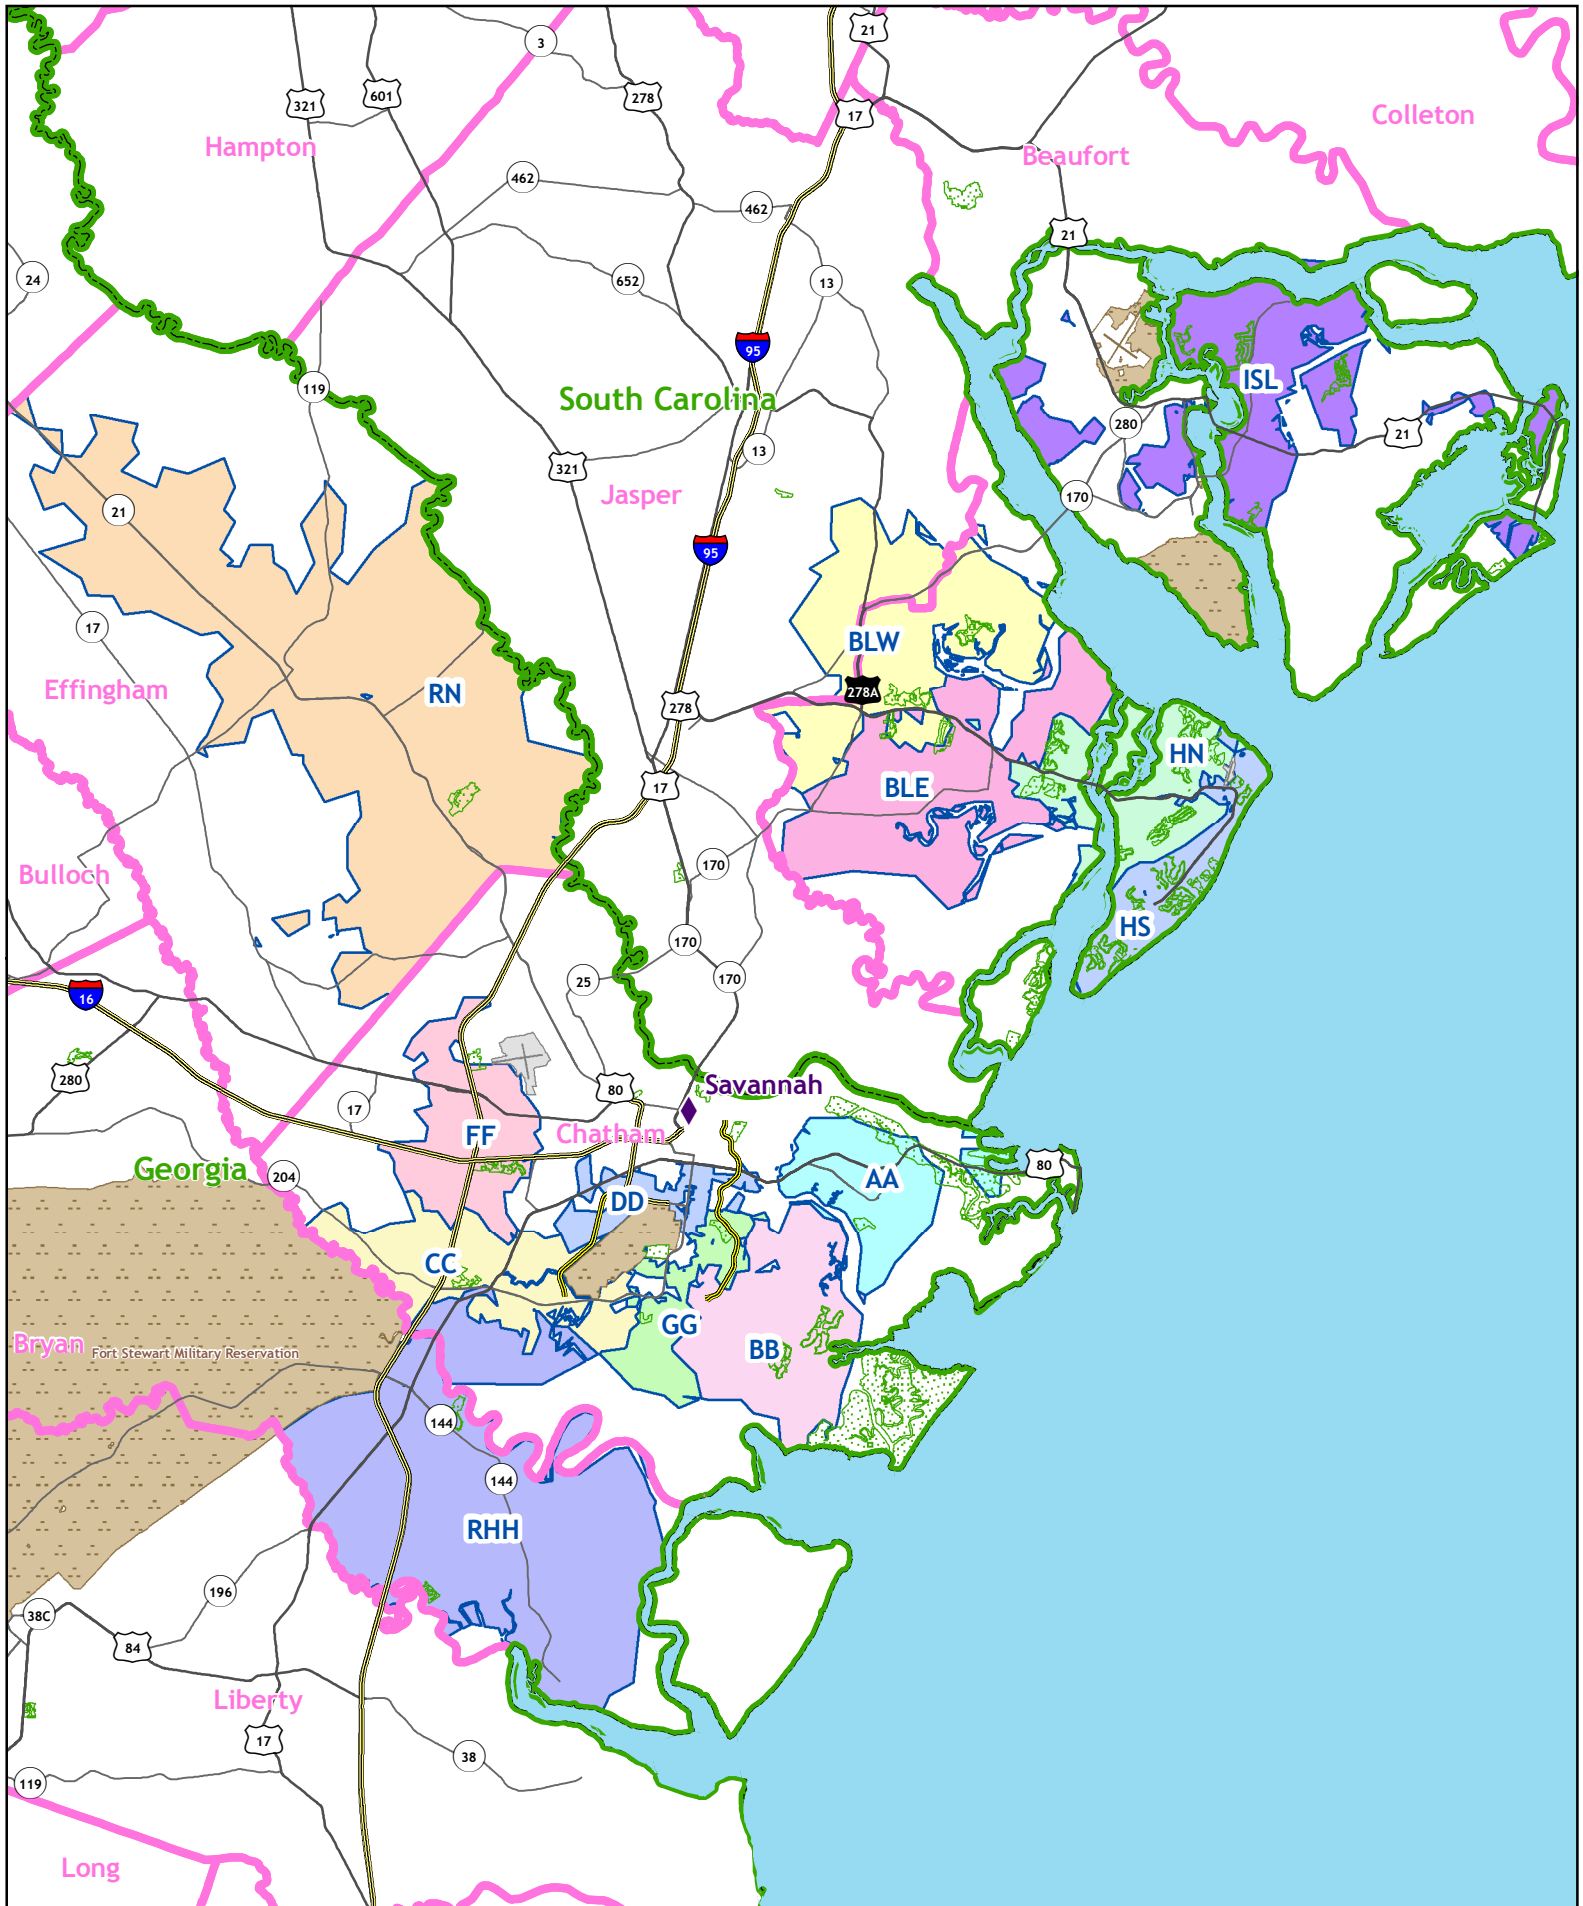 21
3
321
601
278
17
Colleton
Hampton
Beaufort
462
462
21
24
652
13
95
ISL
119
South Carolina
280
21
13
321
Jasper
170
21
95
17
BLW
Effingham
RN
278A
278
HN
17
BLE
170
Bulloch
HS
170
25
170
16
280
80
Savannah
17
FF
Chatham
80
Georgia
204
AA
DD
CC
GG
Bryan
Fort Stewart Military Reservation
BB
144
144
RHH
196
38C
84
Liberty
17
38
119
Long